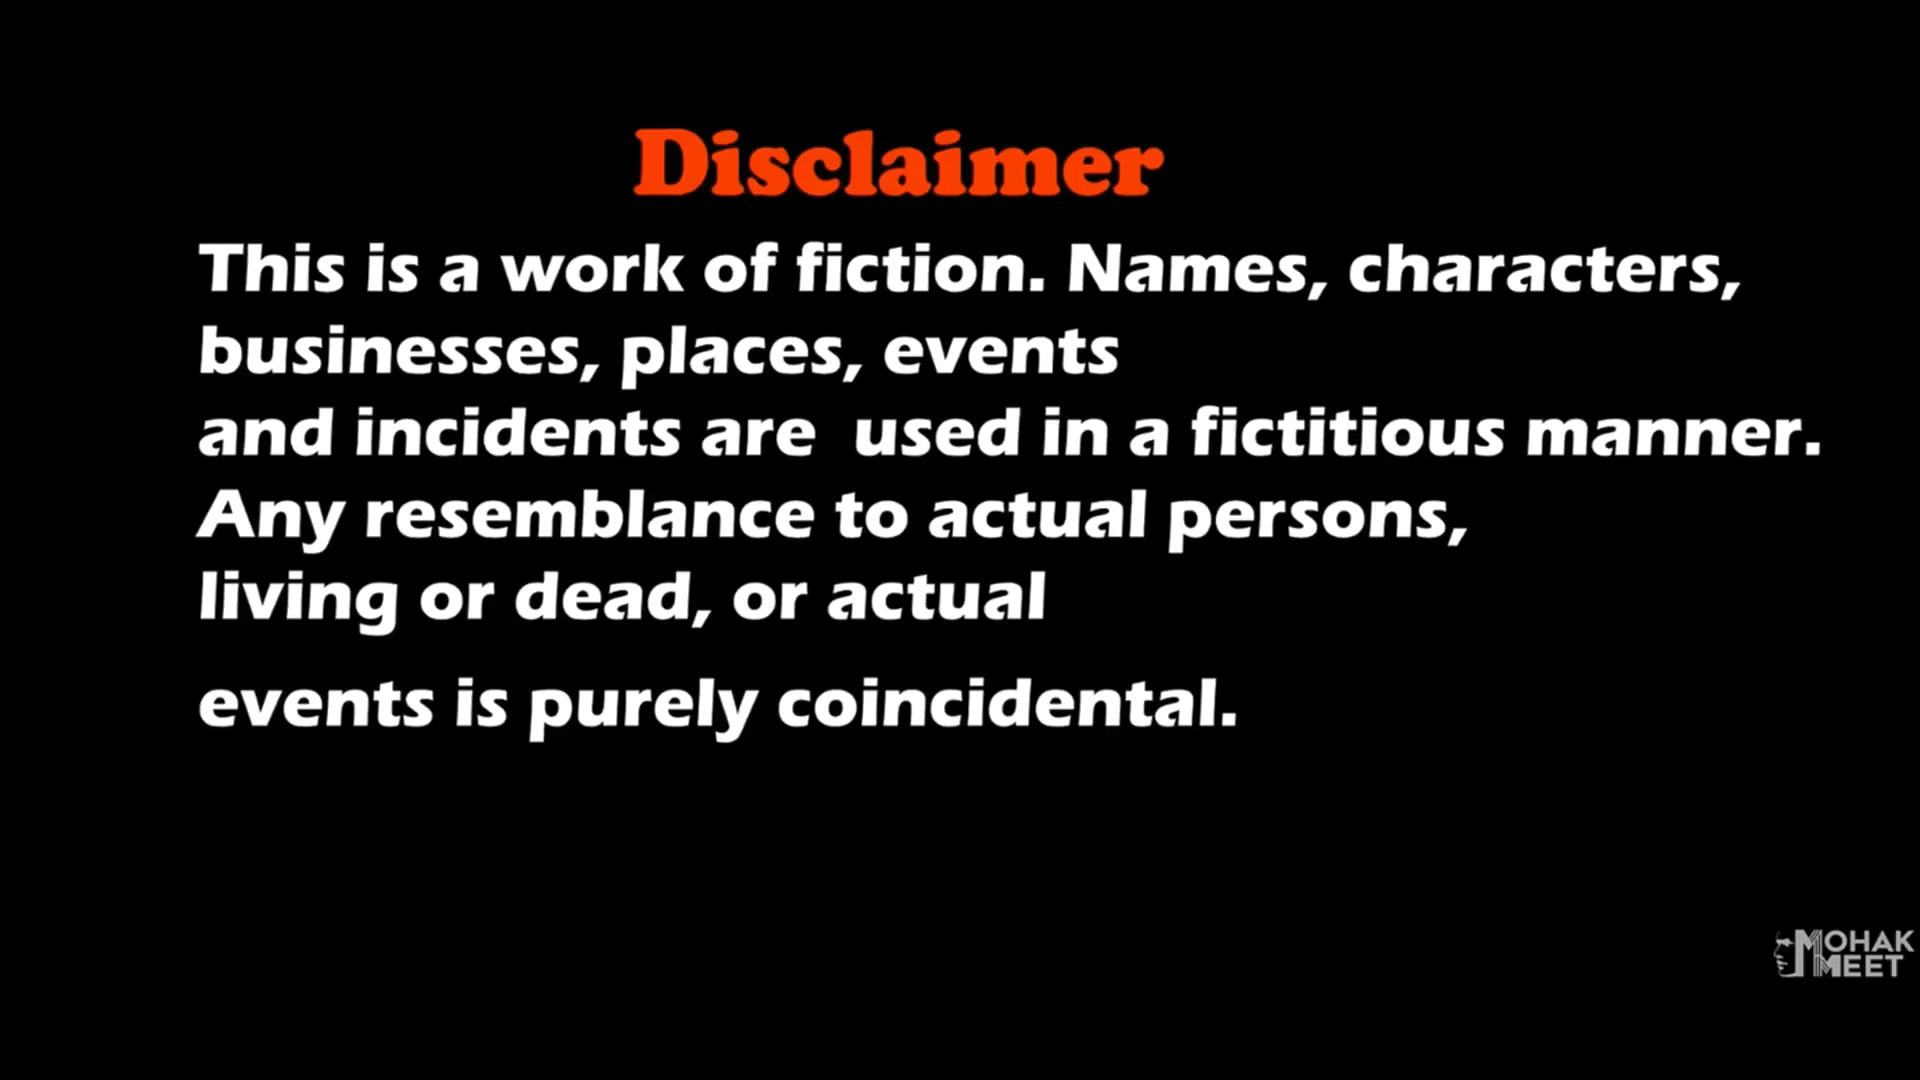 Disclaimer
This is a work of fiction. Names, characters,
businesses, places, events
and incidents are  used in a fictitious manner.
Any resemblance to actual persons,
living or dead, or actual
events is purely coincidental.
MOHAK
MEET